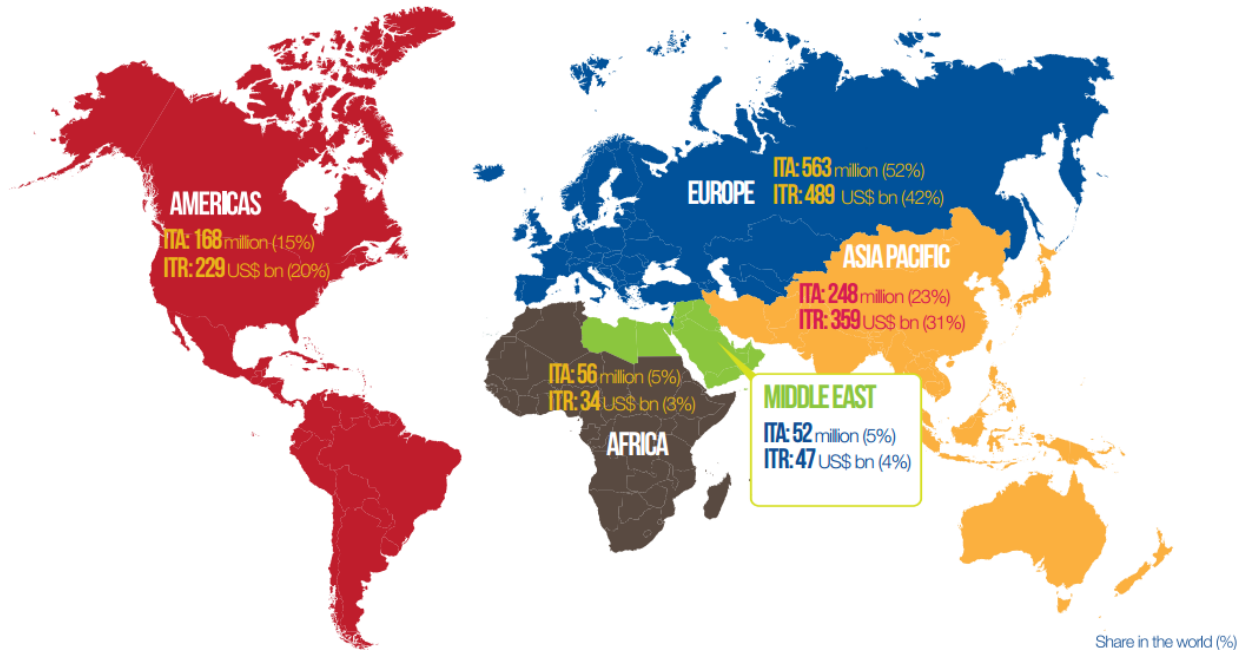 AMERICAS
ITA: 168 million (15%)
ITR: 229 US$ bn (20%)
EUROPE
ITA: 563 million (52%)
ITR: 489 US$ bn (42%)
ASIA PACIFIC
ITA: 248 million (23%)
ITR: 359 US$ bn (31%)
ITA: 56 million (5%)
ITR: 34 US$ bn (3%)
AFRICA
MIDDLE EAST
ITA: 52 million (5%)
ITR: 47 US$ bn (4%)
Share in the world (%)